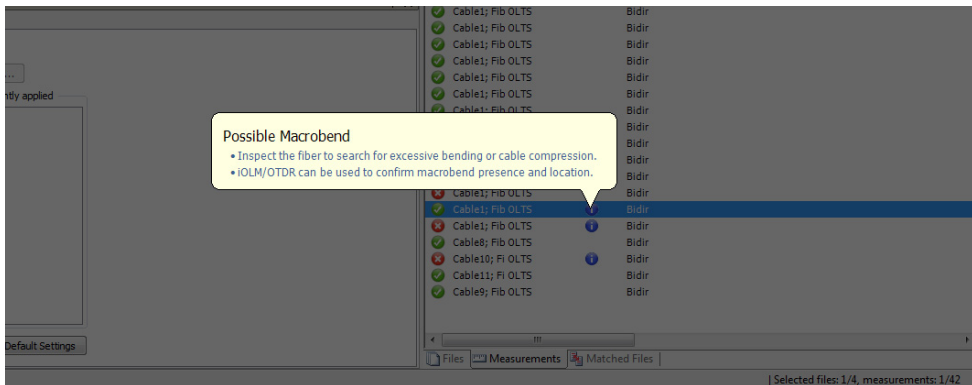 Cable1; Fib OLTS Bidir
Cable1; Fib OLTS Bidir
Cable1; Fib OLTS Bidir
Cable1; Fib OLTS Bidir
...
Cable1; Fib OLTS Bidir
ntly applied
Cable1; Fib OLTS Bidir
Cable1; Fib OLTS
Possible Macrobend
Bidir
• Inspect the fiber to search for excessive bending or cable compression.
Bidir
Bidir
• iOLM/OTDR can be used to confirm macrobend presence and location.
Bidir
Cable1; Fib OLTS Bidir
Cable1; Fib OLTS Bidir
Cable1; Fib OLTS i Bidir
Cable8; Fib OLTS Bidir
Cable10; Fi OLTS i Bidir
Cable11; Fi OLTS Bidir
Cable9; Fib OLTS Bidir
Default Settings
Files Measurements Matched Files
Selected files: 1/4, measurements: 1/42